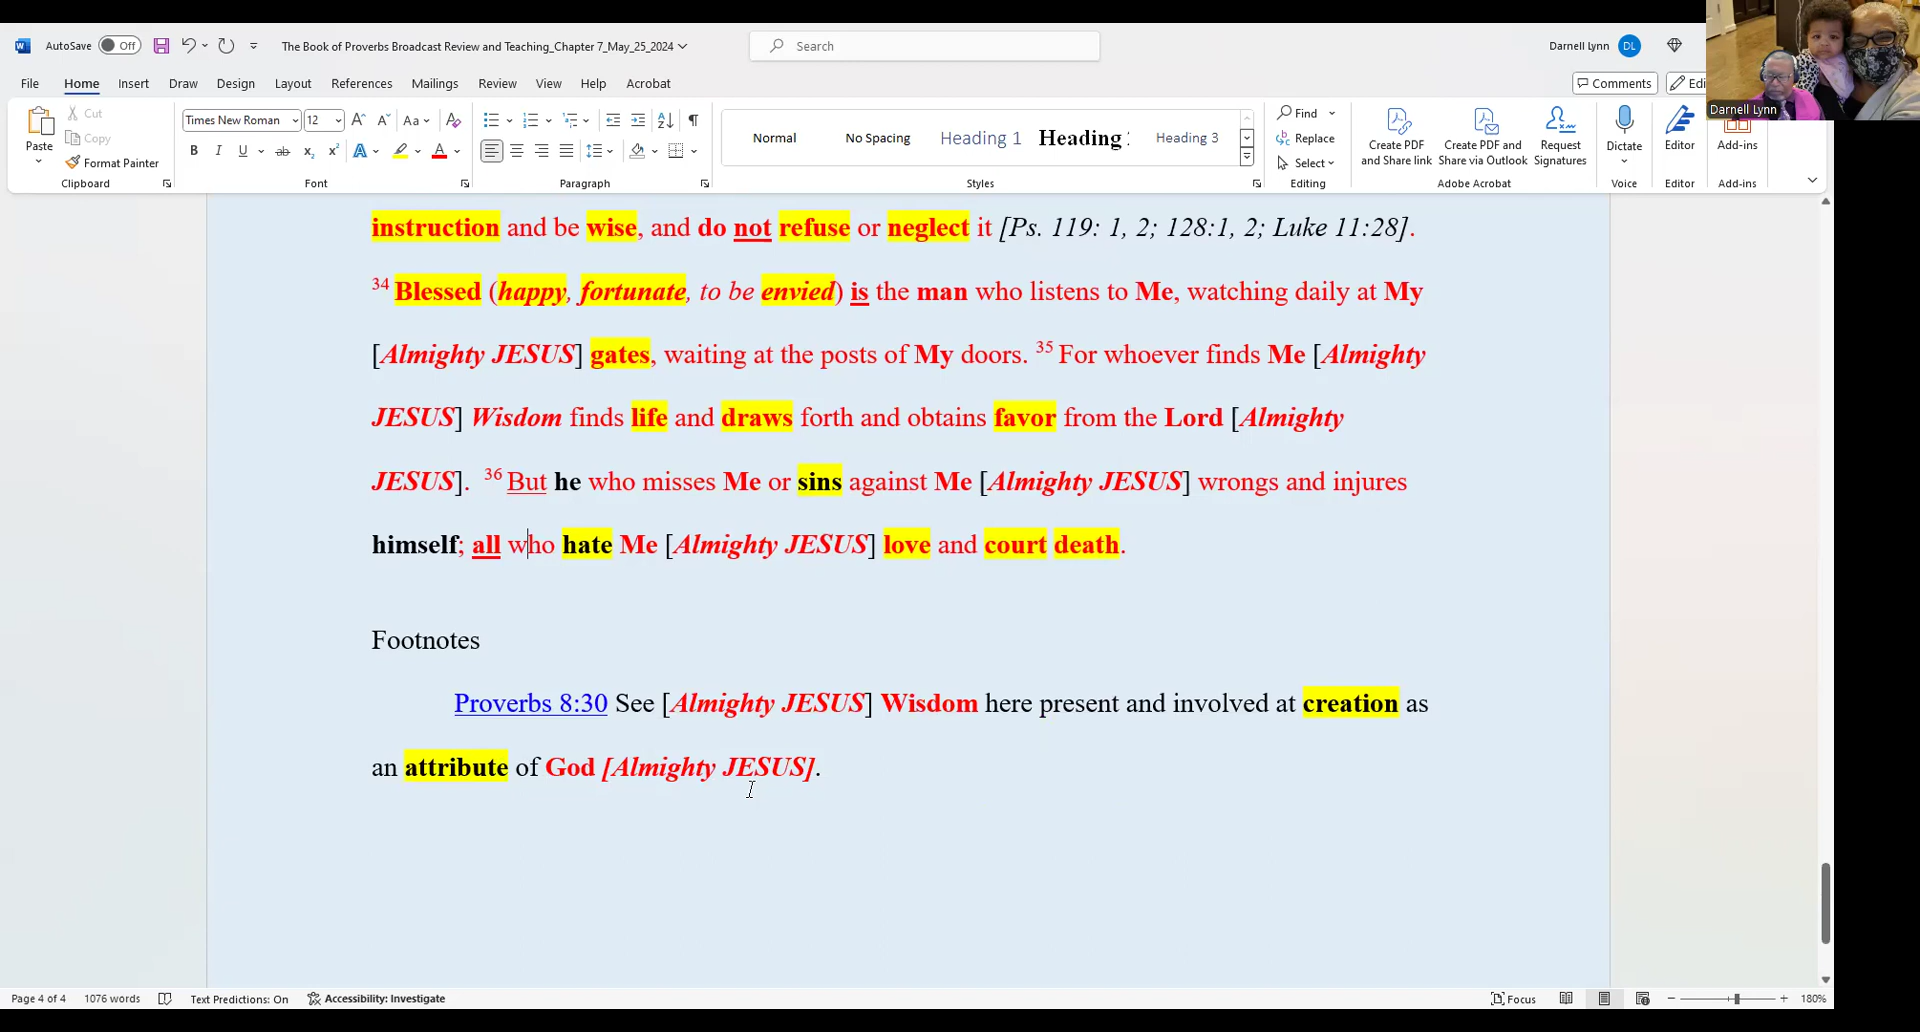 AutoSave Off The Book of Proverbs Broadcast Review and Teaching_Chapter 7_May_25_2024 Search Darnell Lynn DL
File Home Insert Draw Design Layout References Mailings Review View Help Acrobat Comments Edi
Darnell Lynn
Paste Cut Copy Format Painter
Times New Roman 12
Normal No Spacing Heading 1 Heading 2 Heading 3
Find Replace Select
Create PDF and Share link Create PDF and Share via Outlook Request Signatures
Dictate Editor Add-ins
Clipboard Font Paragraph Styles Editing Adobe Acrobat Voice Editor Add-ins
instruction and be wise, and do not refuse or neglect it [Ps. 119: 1, 2; 128:1, 2; Luke 11:28].
34 Blessed (happy, fortunate, to be envied) is the man who listens to Me, watching daily at My
[Almighty JESUS] gates, waiting at the posts of My doors. 35 For whoever finds Me [Almighty
JESUS] Wisdom finds life and draws forth and obtains favor from the Lord [Almighty
JESUS]. 36 But he who misses Me or sins against Me [Almighty JESUS] wrongs and injures
himself; all who hate Me [Almighty JESUS] love and court death.
Footnotes
Proverbs 8:30 See [Almighty JESUS] Wisdom here present and involved at creation as
an attribute of God [Almighty JESUS].
Page 4 of 4 1076 words Text Predictions: On Accessibility: Investigate Focus 180%